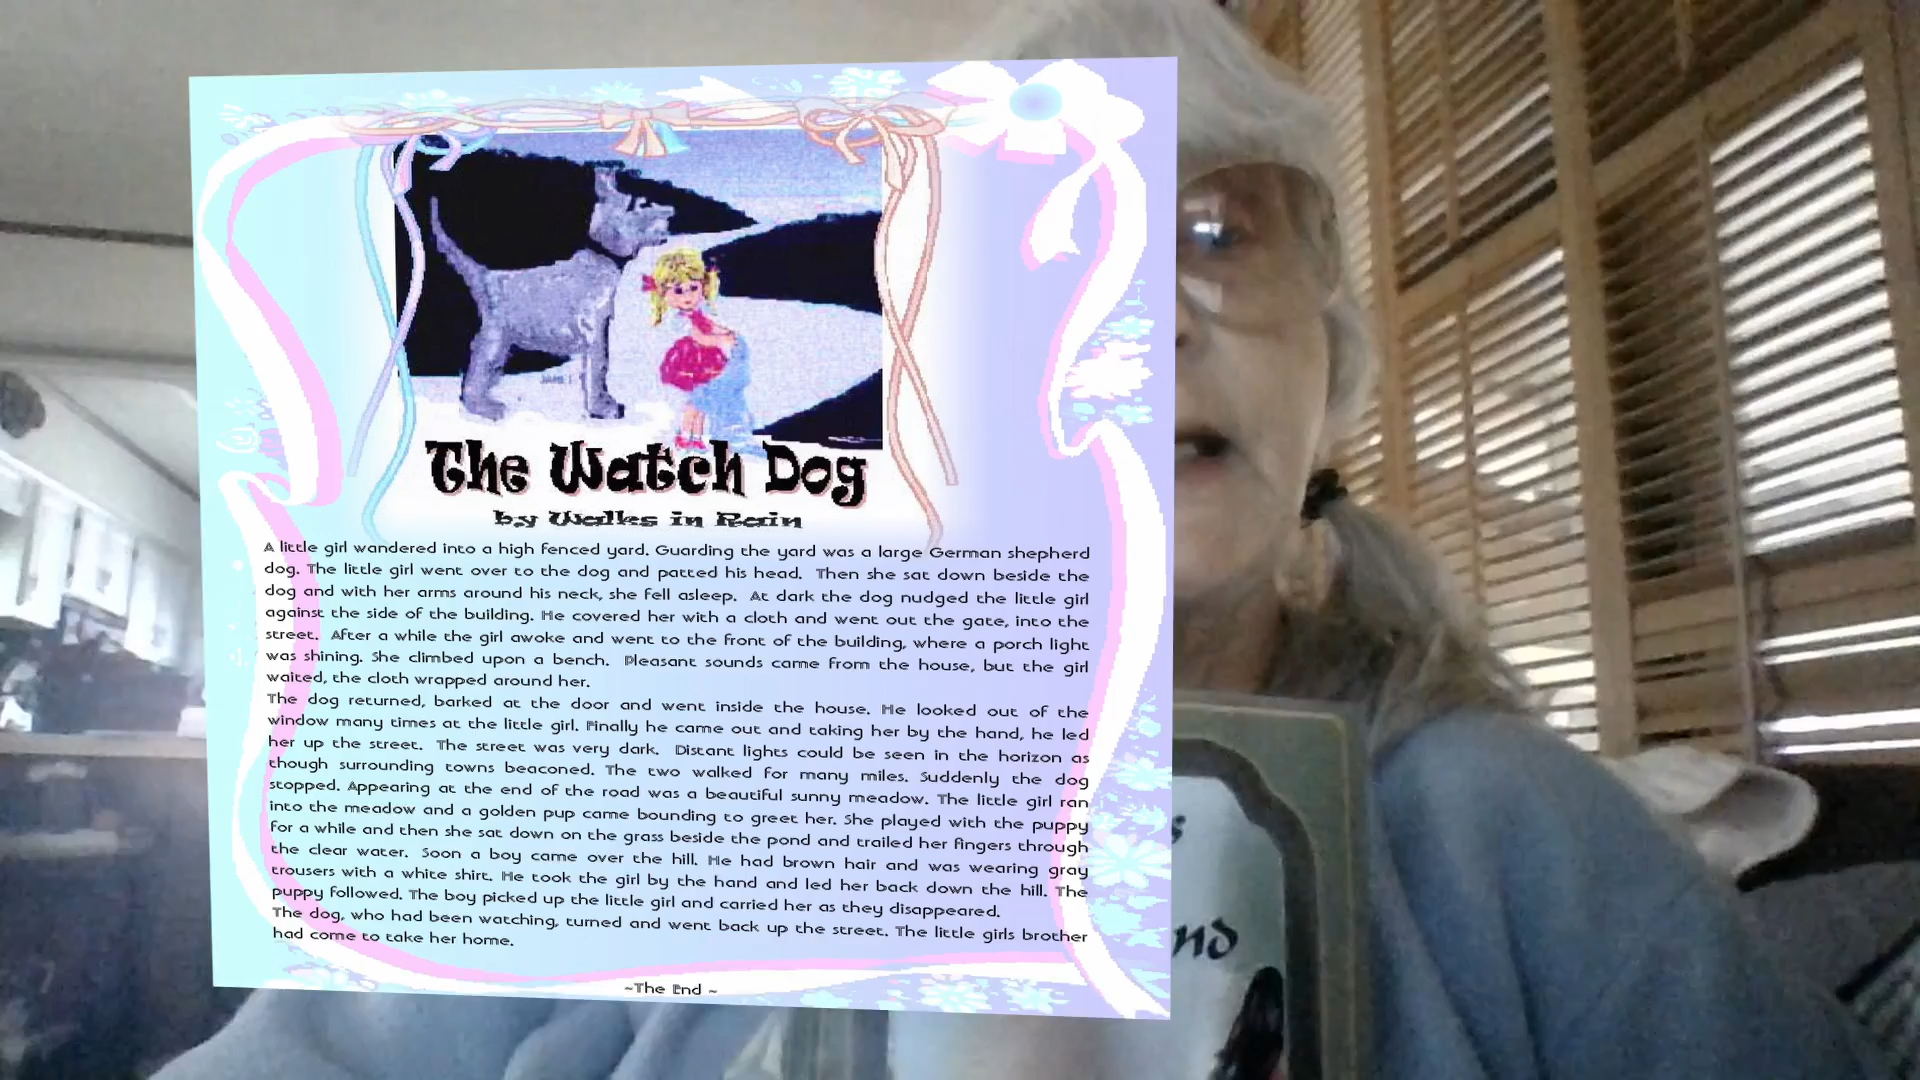 The Watch Dog
by Walks in Rain
A little girl wandered into a high fenced yard. Guarding the yard was a large German shepherd
dog. The little girl went over to the dog and patted his head. Then she sat down beside the
dog and with her arms around his neck, she fell asleep. At dark the dog nudged the little girl
against the side of the building. He covered her with a cloth and went out the gate, into the
street. After a while the girl awoke and went to the front of the building, where a porch light
was shining. She climbed upon a bench. Pleasant sounds came from the house, but the girl
waited, the cloth wrapped around her.
The dog returned, barked at the door and went inside the house. He looked out of the
window many times at the little girl. Finally he came out and taking her by the hand, he led
her up the street. The street was very dark. Distant lights could be seen in the horizon as
though surrounding towns beaconed. The two walked for many miles. Suddenly the dog
stopped. Appearing at the end of the road was a beautiful sunny meadow. The little girl ran
into the meadow and a golden pup came bounding to greet her. She played with the puppy
for a while and then she sat down on the grass beside the pond and trailed her fingers through
the clear water. Soon a boy came over the hill. He had brown hair and was wearing gray
trousers with a white shirt. He took the girl by the hand and led her back down the hill. The
puppy followed. The boy picked up the little girl and carried her as they disappeared.
The dog, who had been watching, turned and went back up the street. The little girls brother
had come to take her home.
~The End ~